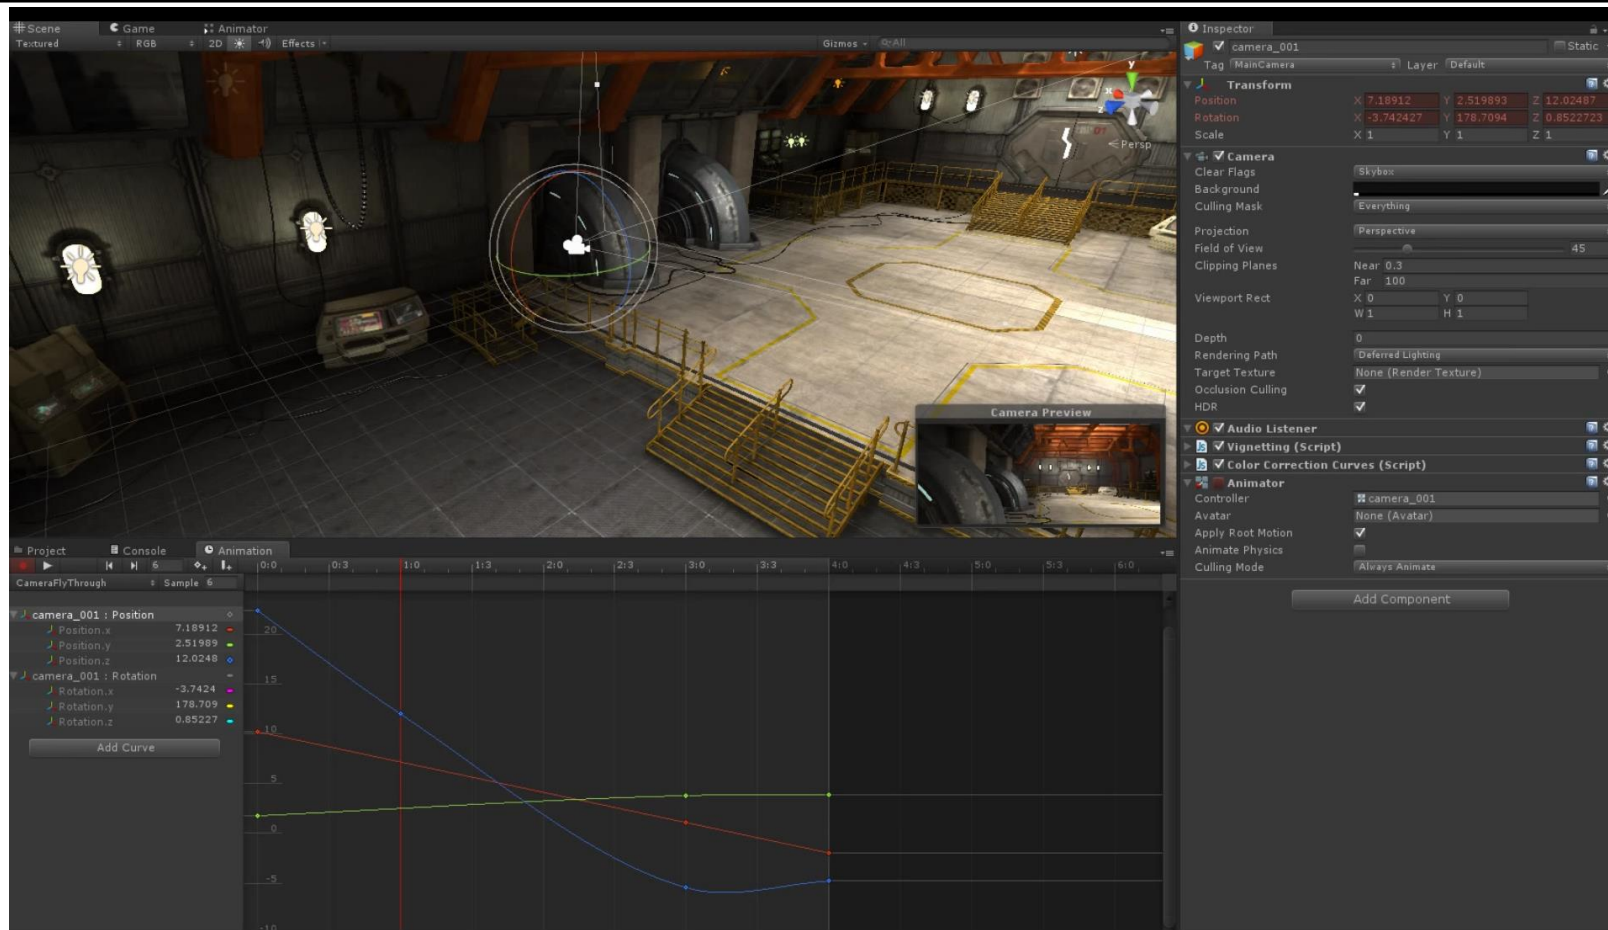 Scene Game Animator
Textured RGB 2D Effects Gizmos All
y
x
z
Persp
Camera Preview
Project Console Animation
6 0:0 0:3 1:0 1:3 2:0 2:3 3:0 3:3 4:0 4:3 5:0 5:3 6:0
CameraFlyThrough Sample 6
camera_001 : Position
Position.x 7.18912
Position.y 2.51989
Position.z 12.0248
camera_001 : Rotation
Rotation.x -3.7424
Rotation.y 178.709
Rotation.z 0.85227
Add Curve
20
15
10
5
0
-5
-10
Inspector
camera_001 Static
Tag MainCamera Layer Default
Transform
Position X 7.18912 Y 2.519893 Z 12.02487
Rotation X -3.742427 Y 178.7094 Z 0.8522723
Scale X 1 Y 1 Z 1
Camera
Clear Flags Skybox
Background
Culling Mask Everything
Projection Perspective
Field of View 45
Clipping Planes Near 0.3
Far 100
Viewport Rect X 0 Y 0
W 1 H 1
Depth 0
Rendering Path Deferred Lighting
Target Texture None (Render Texture)
Occlusion Culling
HDR
Audio Listener
Vignetting (Script)
Color Correction Curves (Script)
Animator
Controller camera_001
Avatar None (Avatar)
Apply Root Motion
Animate Physics
Culling Mode Always Animate
Add Component